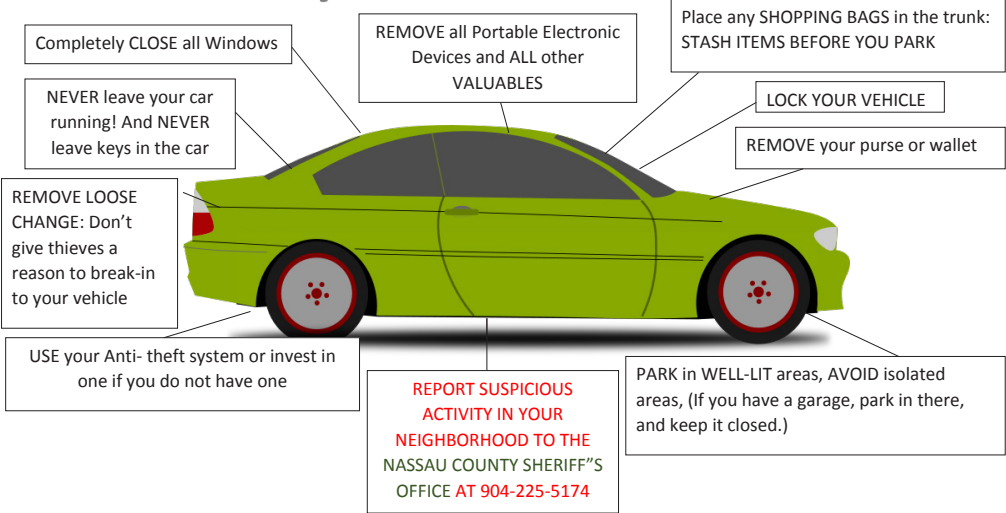 Completely CLOSE all Windows
REMOVE all Portable Electronic
Devices and ALL other
VALUABLES
Place any SHOPPING BAGS in the trunk:
STASH ITEMS BEFORE YOU PARK
NEVER leave your car
running! And NEVER
leave keys in the car
LOCK YOUR VEHICLE
REMOVE your purse or wallet
REMOVE LOOSE
CHANGE: Don’t
give thieves a
reason to break-in
to your vehicle
USE your Anti- theft system or invest in
one if you do not have one
REPORT SUSPICIOUS
ACTIVITY IN YOUR
NEIGHBORHOOD TO THE
NASSAU COUNTY SHERIFF”S
OFFICE AT 904-225-5174
PARK in WELL-LIT areas, AVOID isolated
areas, (If you have a garage, park in there,
and keep it closed.)